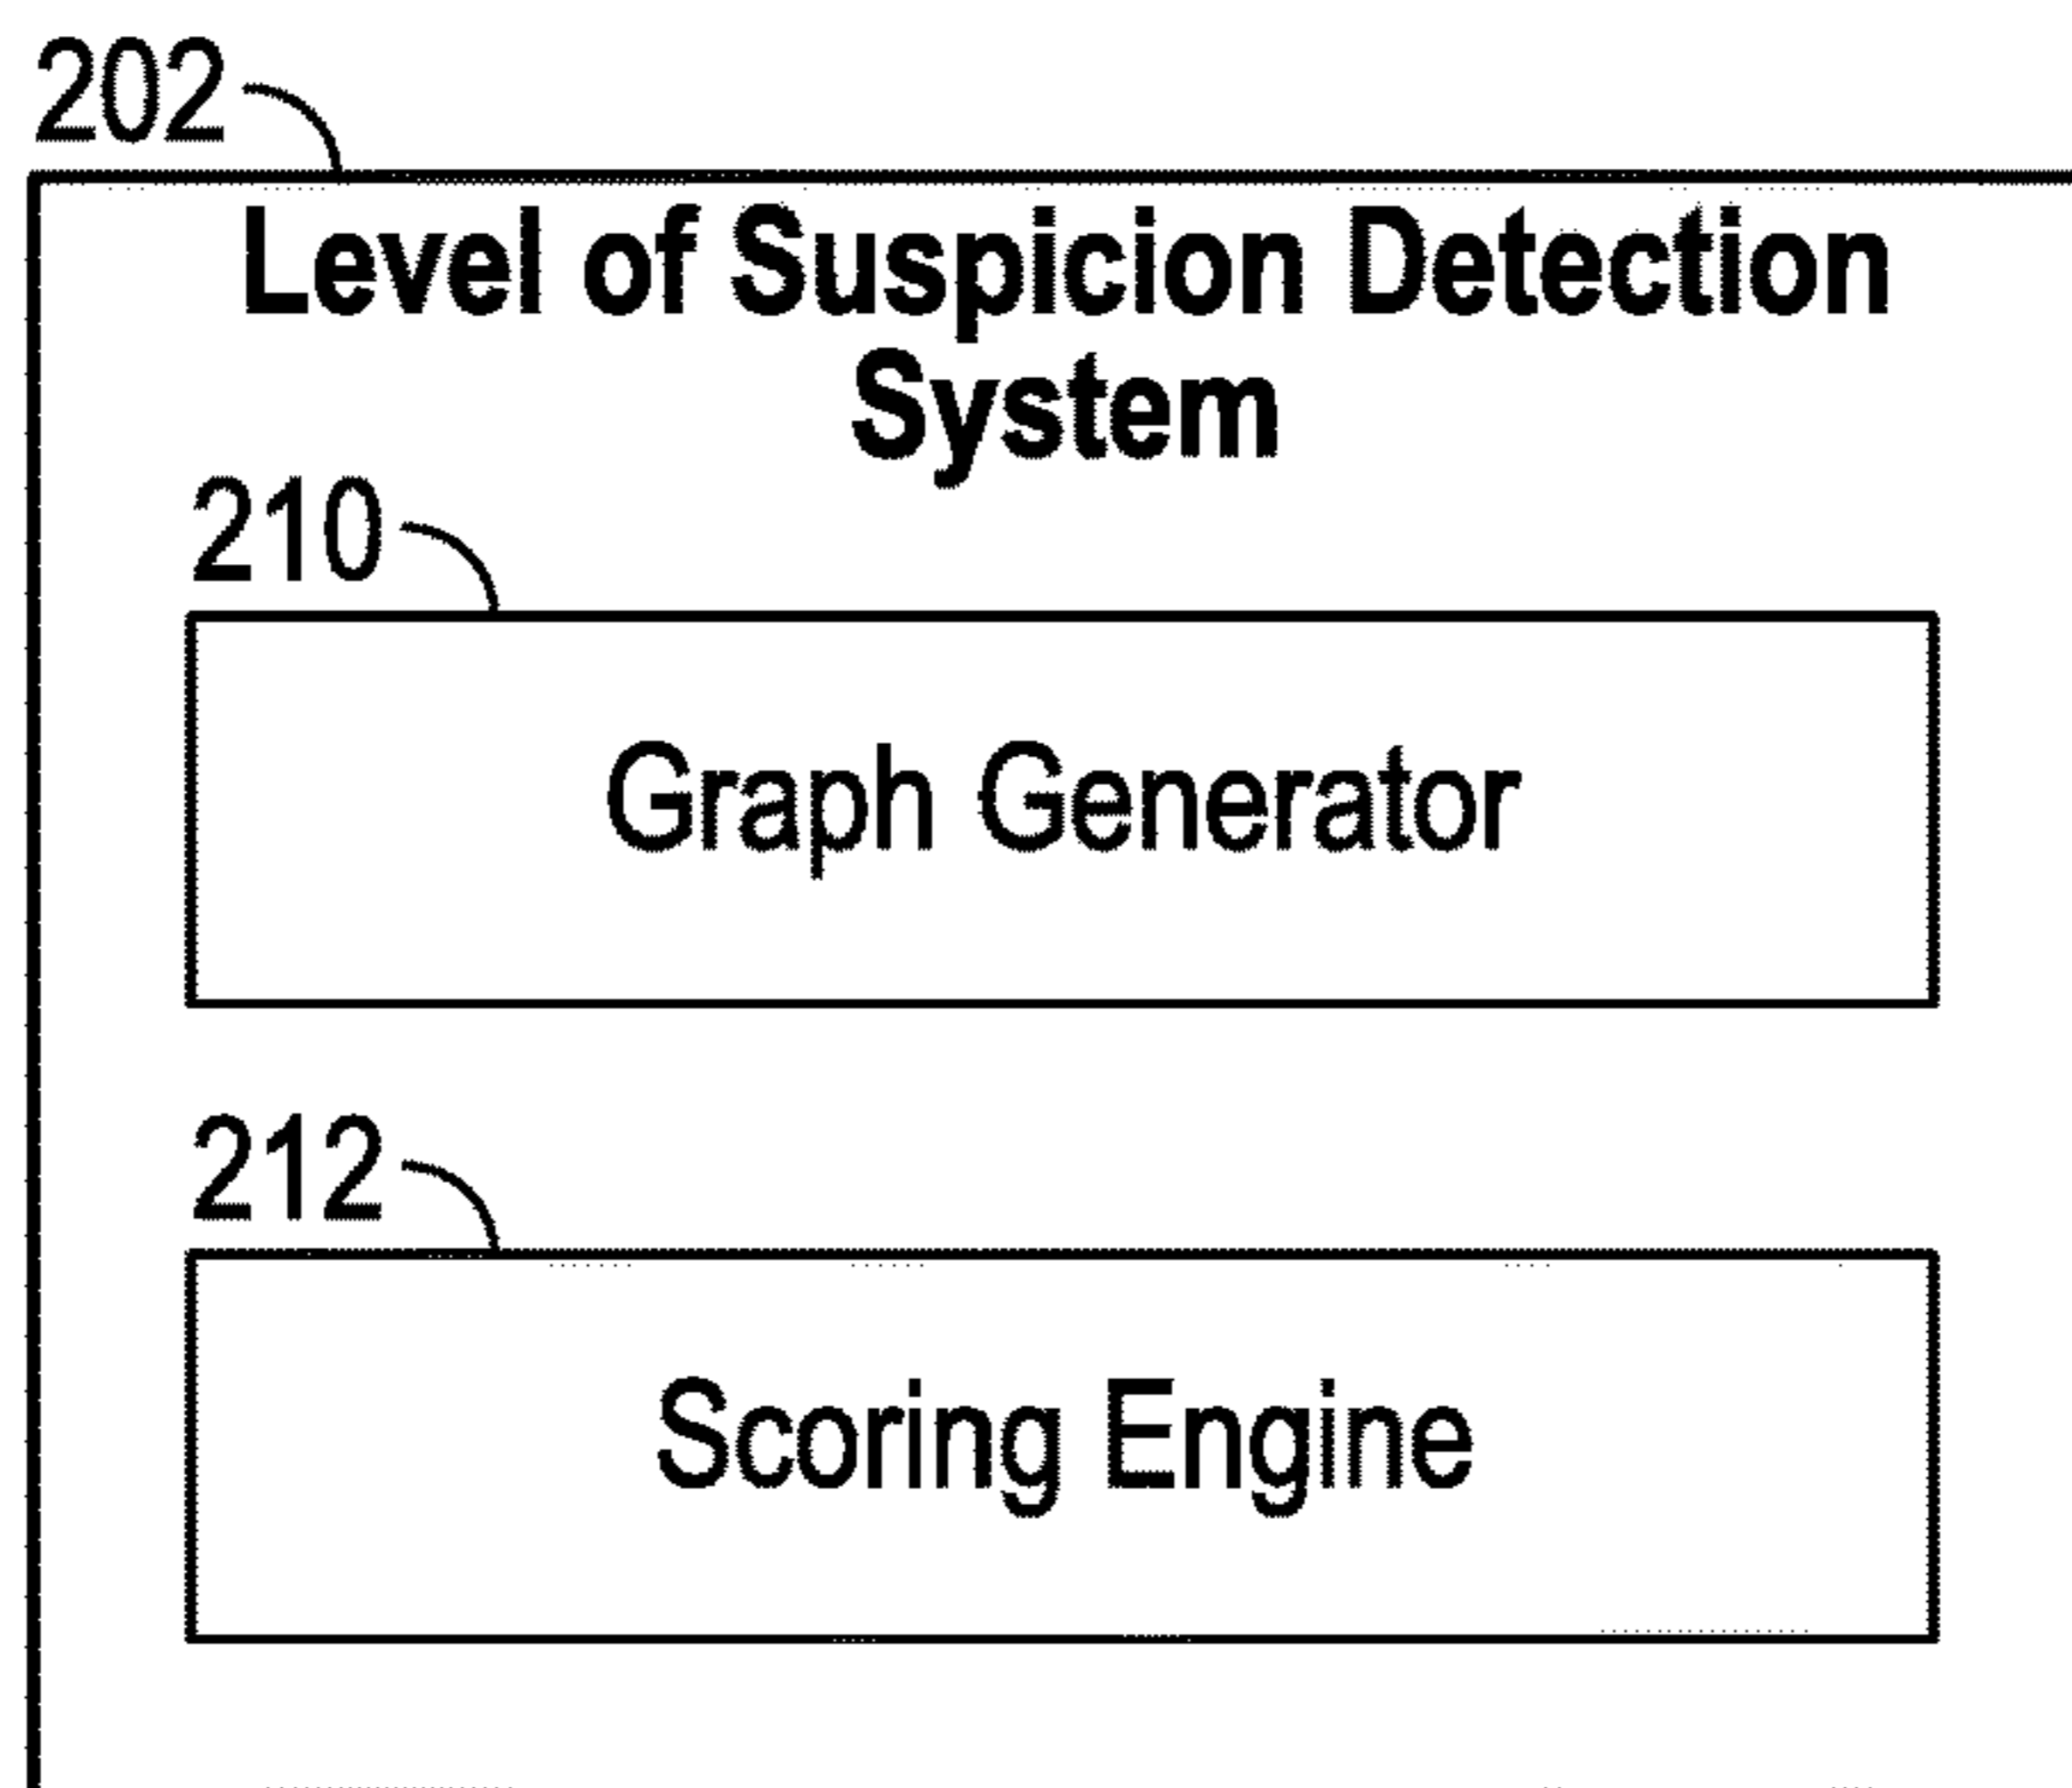 202
Level of Suspicion Detection
System
210
Graph Generator
212
Scoring Engine